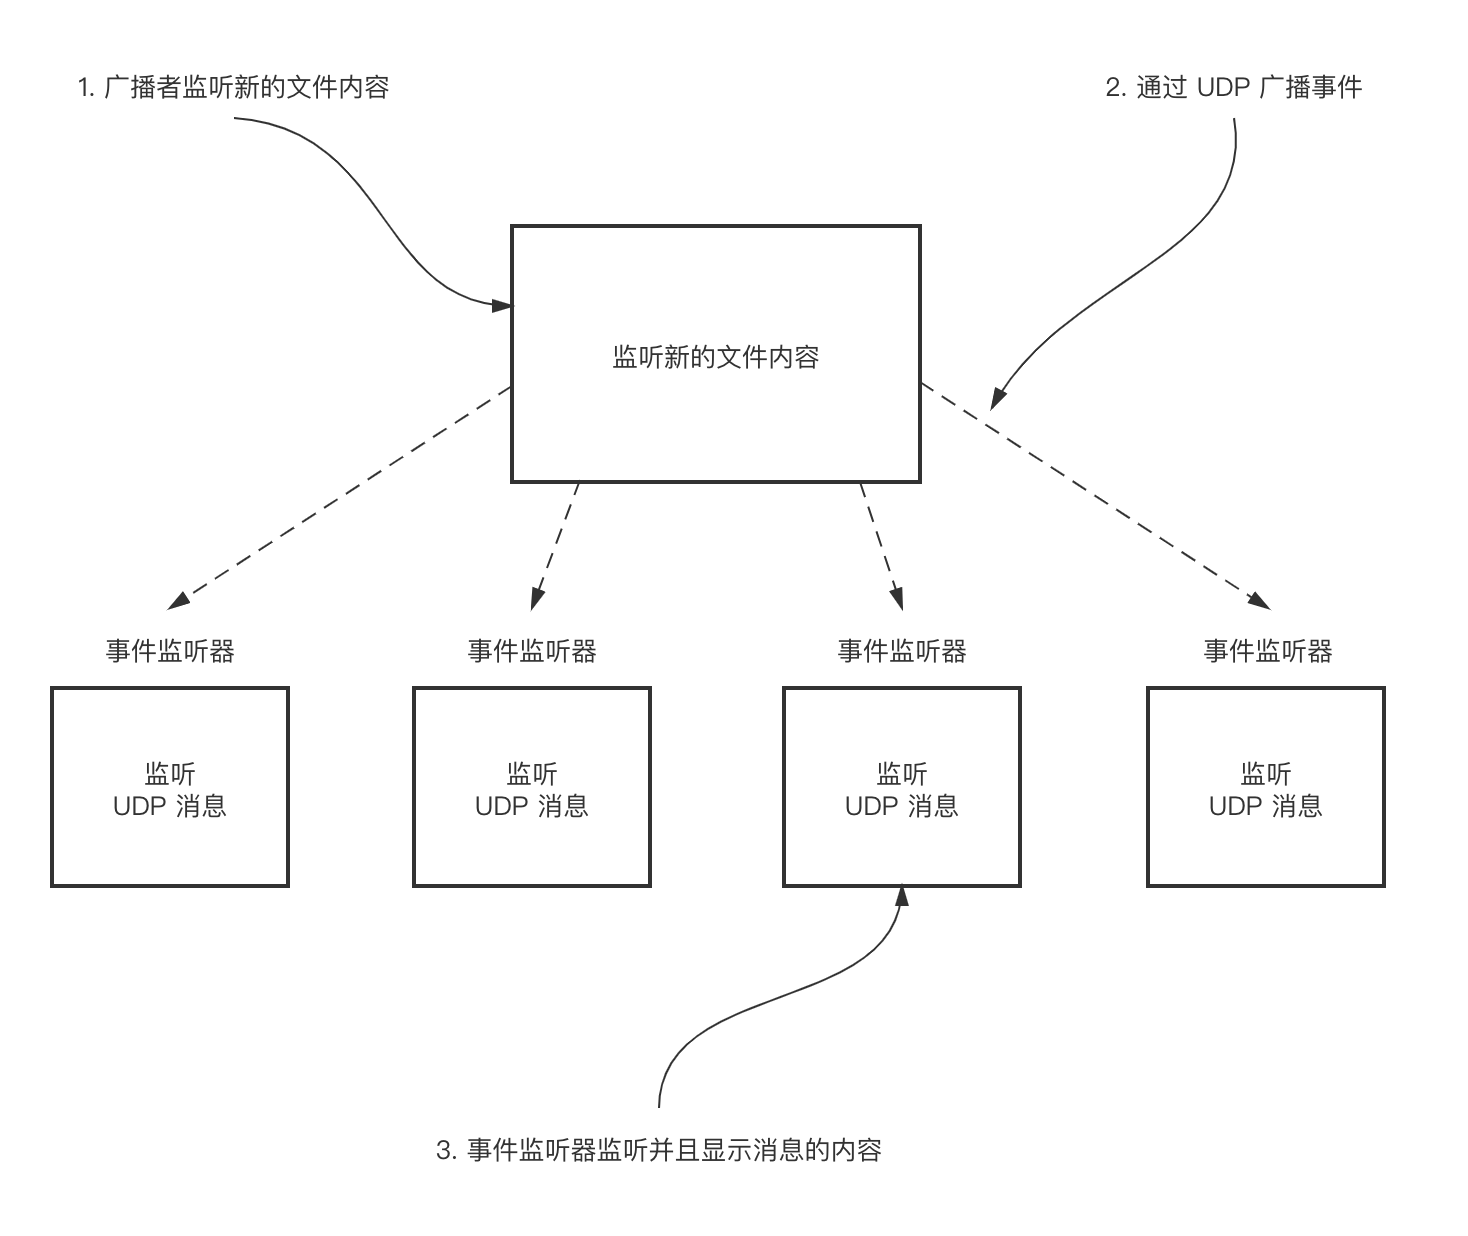 1. 广播者监听新的文件内容
2. 通过 UDP 广播事件
监听新的文件内容
事件监听器
事件监听器
事件监听器
事件监听器
监听
UDP 消息
监听
UDP 消息
监听
UDP 消息
监听
UDP 消息
3. 事件监听器监听并且显示消息的内容